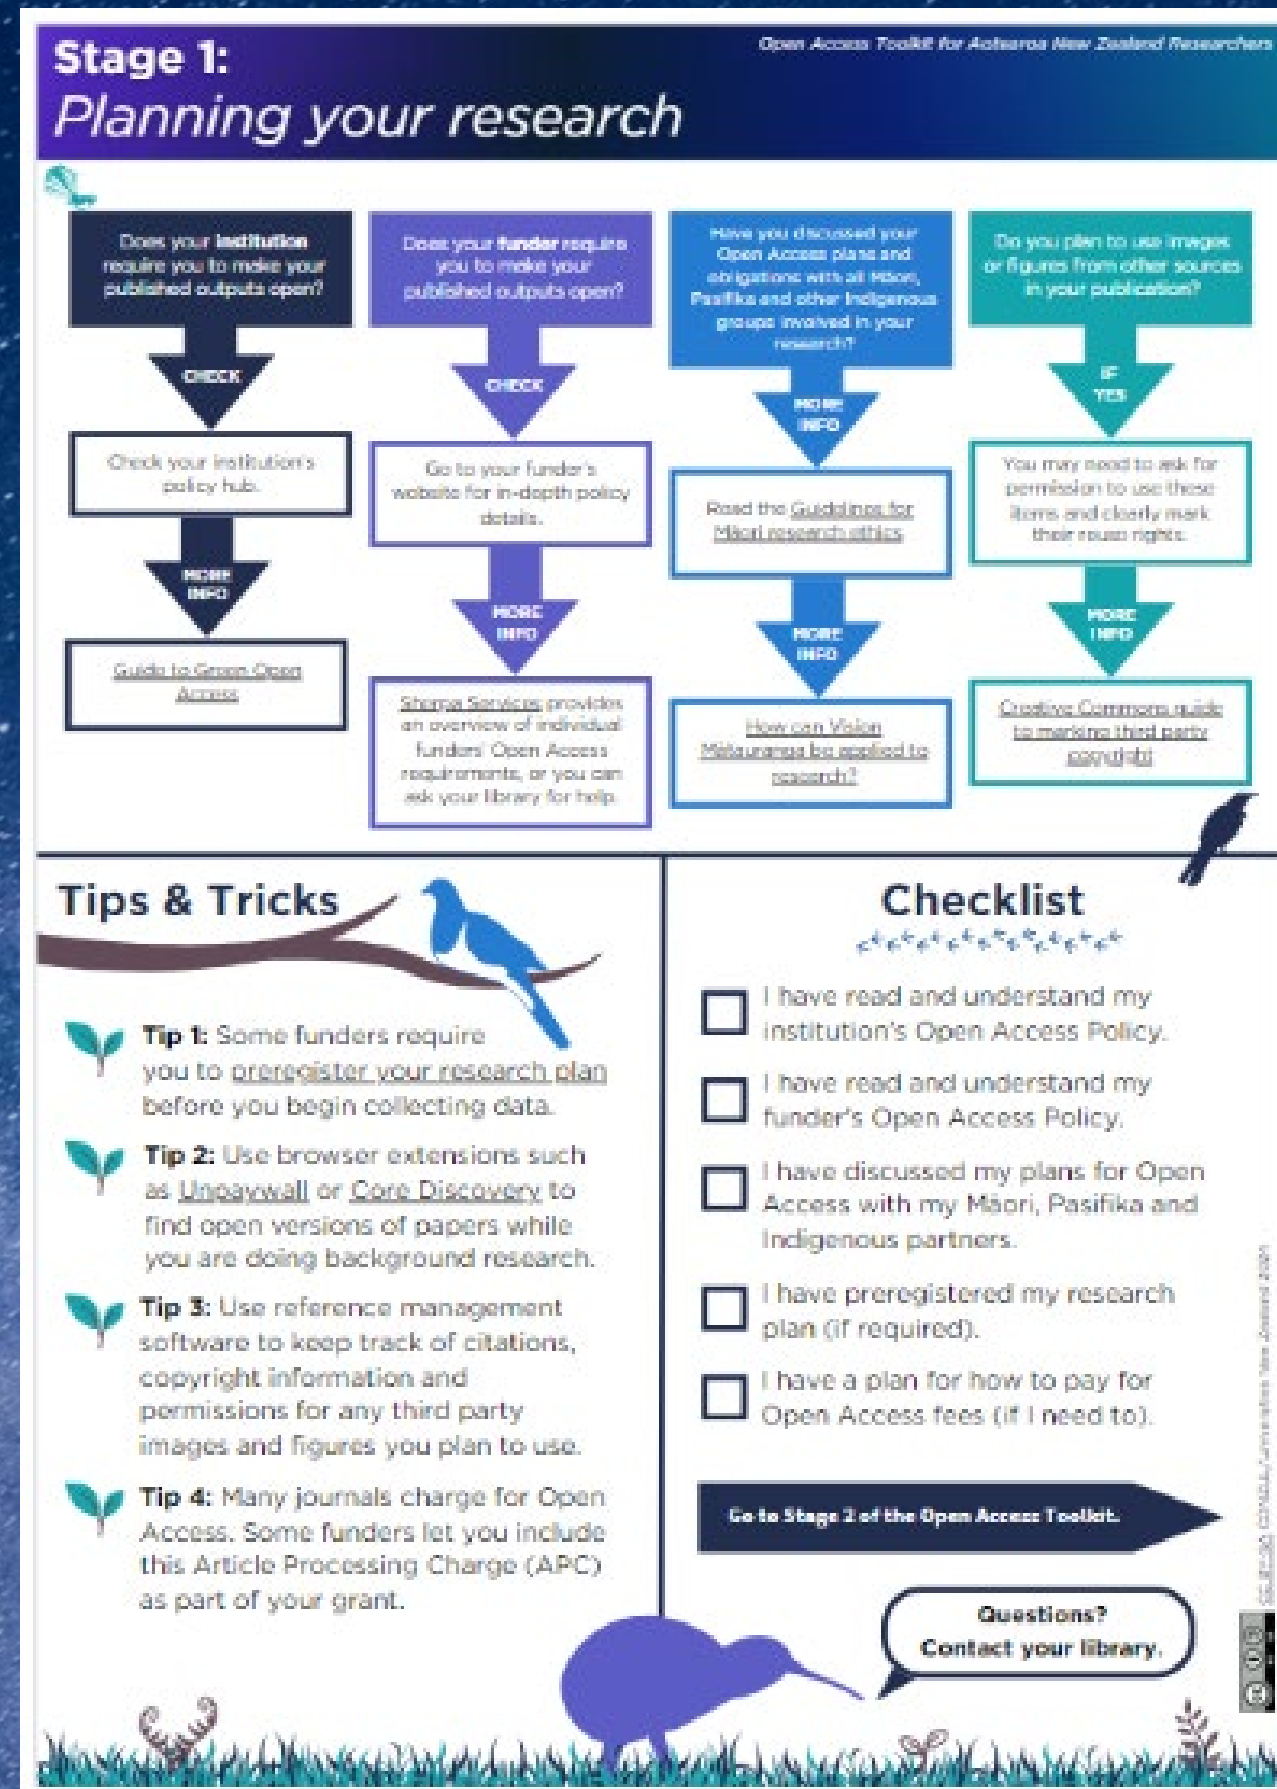 Stage 1:
Open Access Toolkit for Aotearoa New Zealand Researchers
Planning your research
Does your institution
require you to make your
published outputs open?
CHECK
Check your institution's
policy hub.
MORE
INFO
Guide to Green Open
Access
Does your funder require
you to make your
published outputs open?
CHECK
Go to your funder's
website for in-depth policy
details.
MORE
INFO
Sherpa Services provides
an overview of individual
funders' Open Access
requirements, or you can
ask your library for help.
Have you discussed your
Open Access plans and
obligations with all Māori,
Pasifika and other Indigenous
groups involved in your
research?
MORE
INFO
Read the Guidelines for
Māori research ethics
MORE
INFO
How can Vision
Mātauranga be applied to
research?
Do you plan to use images
or figures from other sources
in your publication?
IF
YES
You may need to ask for
permission to use these
items and clearly mark
their reuse rights.
MORE
INFO
Creative Commons guide
to marking third party
copyright
Tips & Tricks
Tip 1: Some funders require
you to preregister your research plan
before you begin collecting data.
Tip 2: Use browser extensions such
as Unpaywall or Core Discovery to
find open versions of papers while
you are doing background research.
Tip 3: Use reference management
software to keep track of citations,
copyright information and
permissions for any third party
images and figures you plan to use.
Tip 4: Many journals charge for Open
Access. Some funders let you include
this Article Processing Charge (APC)
as part of your grant.
Checklist
I have read and understand my
institution's Open Access Policy.
I have read and understand my
funder's Open Access Policy.
I have discussed my plans for Open
Access with my Māori, Pasifika and
Indigenous partners.
I have preregistered my research
plan (if required).
I have a plan for how to pay for
Open Access fees (if I need to).
Go to Stage 2 of the Open Access Toolkit.
Questions?
Contact your library.